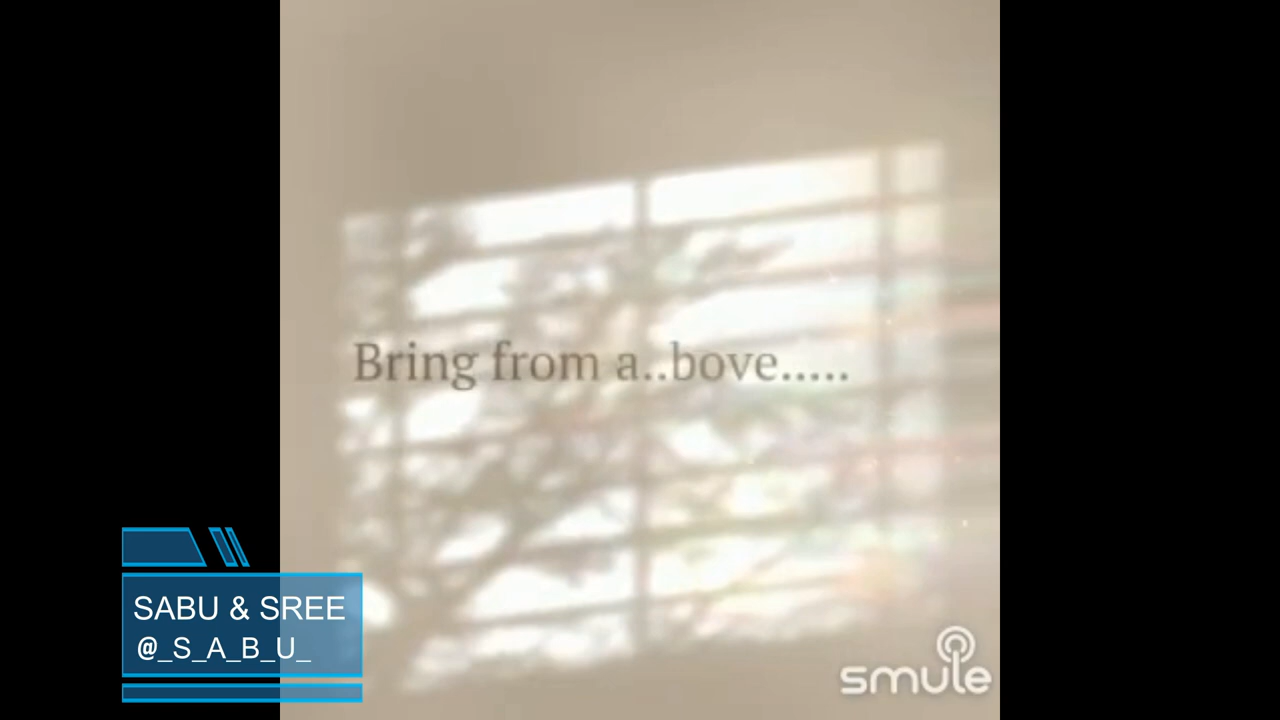 Bring from a..bove.....
SABU & SREE
@_S_A_B_U_
smule